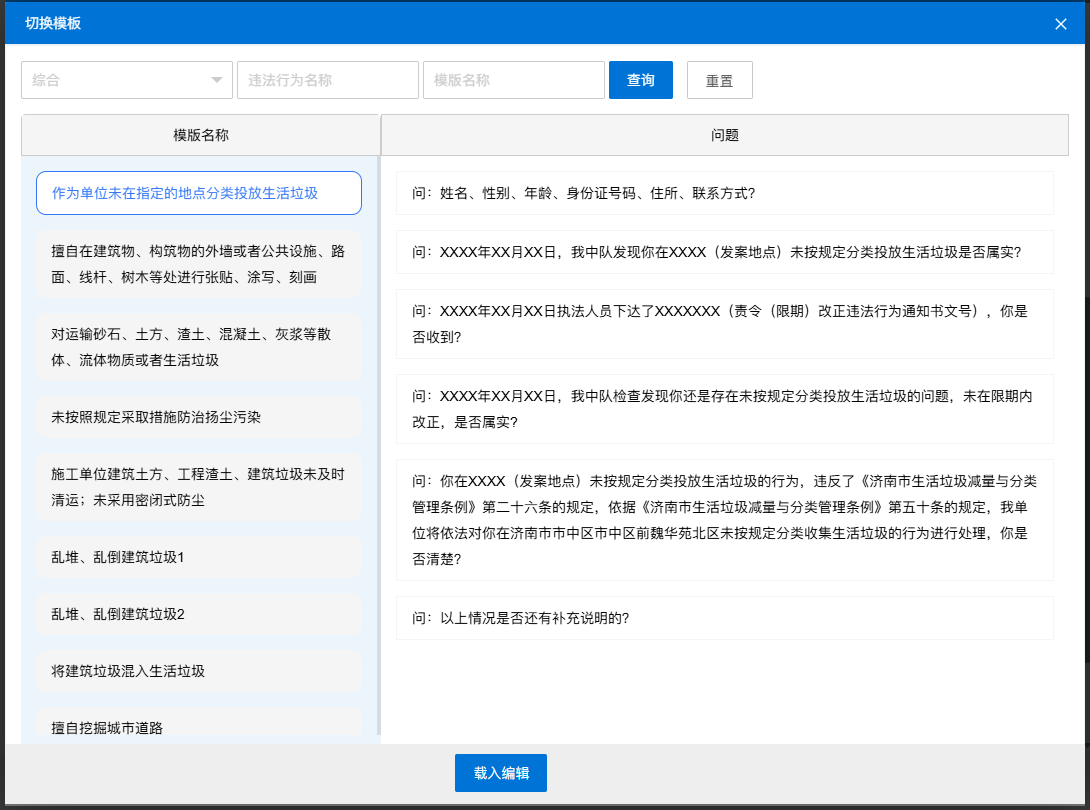 切换模板
综合
违法行为名称
模版名称
查询
重置
模版名称
问题
作为单位未在指定的地点分类投放生活垃圾
擅自在建筑物、构筑物的外墙或者公共设施、路
面、线杆、树木等处进行张贴、涂写、刻画
对运输砂石、土方、渣土、混凝土、灰浆等散
体、流体物质或者生活垃圾
未按照规定采取措施防治扬尘污染
施工单位建筑土方、工程渣土、建筑垃圾未及时
清运；未采用密闭式防尘
乱堆、乱倒建筑垃圾1
乱堆、乱倒建筑垃圾2
将建筑垃圾混入生活垃圾
擅自挖掘城市道路
问：姓名、性别、年龄、身份证号码、住所、联系方式?
问：XXXX年XX月XX日，我中队发现你在XXXX（发案地点）未按规定分类投放生活垃圾是否属实?
问：XXXX年XX月XX日执法人员下达了XXXXXXX（责令（限期）改正违法行为通知书文号），你是
否收到?
问：XXXX年XX月XX日，我中队检查发现你还是存在未按规定分类投放生活垃圾的问题，未在限期内
改正，是否属实?
问：你在XXXX（发案地点）未按规定分类投放生活垃圾的行为，违反了《济南市生活垃圾减量与分类
管理条例》第二十六条的规定，依据《济南市生活垃圾减量与分类管理条例》第五十条的规定，我单
位将依法对你在济南市市中区市中区前魏华苑北区未按规定分类收集生活垃圾的行为进行处理，你是
否清楚?
问：以上情况是否还有补充说明的?
载入编辑